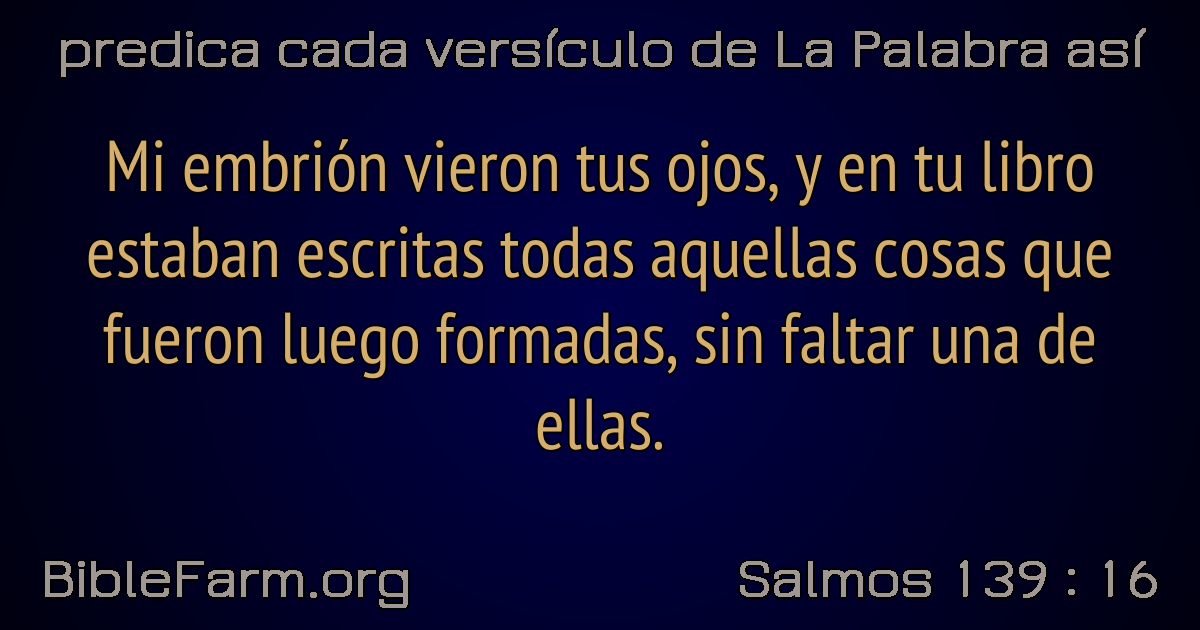 predica cada versículo de La Palabra así
Mi embrión vieron tus ojos, y en tu libro
estaban escritas todas aquellas cosas que
fueron luego formadas, sin faltar una de
ellas.
BibleFarm.org
Salmos 139 : 16